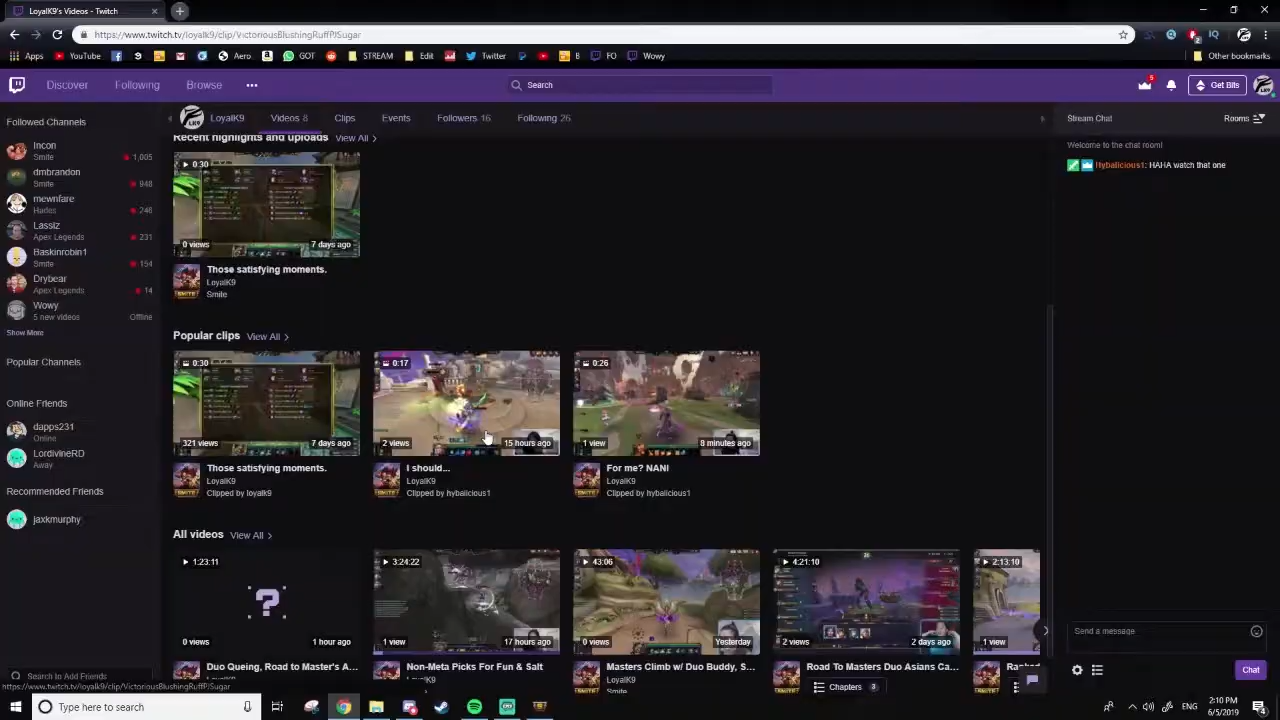 LoyalK9's Videos - Twitch
https://www.twitch.tv/loyalk9/clip/VictoriousBlushingRuffPJSugar
Apps YouTube Aero GOT STREAM Edit Twitter B FO Wowy Other bookmarks
Discover Following Browse Search Get Bits
5
Followed Channels
Incon
Smite 1,005
dmbrandon
Smite 948
mewnfare
Hades 246
Lassiz
Apex Legends 231
Baskinrobin1
Smite 154
Drybear
Apex Legends 14
Wowy
5 new videos Offline
Show More
Popular Channels
Online Friends
dapps231
Online
LordivineRD
Away
Recommended Friends
jaxkmurphy
Search to Add Friends
LoyalK9 Videos 8 Clips Events Followers 16 Following 26
Recent highlights and uploads View All
0:30
0 views 7 days ago
Those satisfying moments.
LoyalK9
Smite
Popular clips View All
0:30 0:17 0:26
321 views 7 days ago 2 views 15 hours ago 1 view 8 minutes ago
Those satisfying moments. I should... For me? NANI
LoyalK9 LoyalK9 LoyalK9
Clipped by loyalk9 Clipped by hybalicious1 Clipped by hybalicious1
All videos View All
1:23:11 3:24:22 43:06 4:21:10 2:13:10
0 views 1 hour ago 1 view 17 hours ago 0 views Yesterday 2 views 2 days ago 1 view
Duo Queing, Road to Master's A... Non-Meta Picks For Fun & Salt Masters Climb w/ Duo Buddy, S... Road To Masters Duo Asians Ca...
Smite
Chapters 3
Stream Chat Rooms
Welcome to the chat room!
Hybalicious1: HAHA watch that one
Send a message
Chat
https://www.twitch.tv/loyalk9/clip/VictoriousBlushingRuffPJSugar
Type here to search
ENG
2:10 PM
6/5/2019